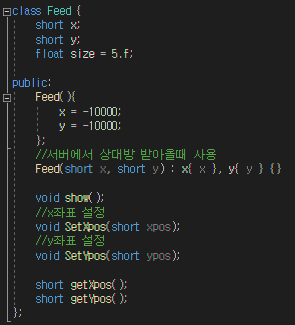 class Feed {
short x;
short y;
float size = 5.f;
public:
Feed(){
x = -10000;
y = -10000;
};
//서버에서 상대방 받아올때 사용
Feed(short x, short y) : x{ x }, y{ y } {}
void show();
//x좌표 설정
void SetXpos(short xpos);
//y좌표 설정
void SetYpos(short ypos);
short getXpos();
short getYpos();
};